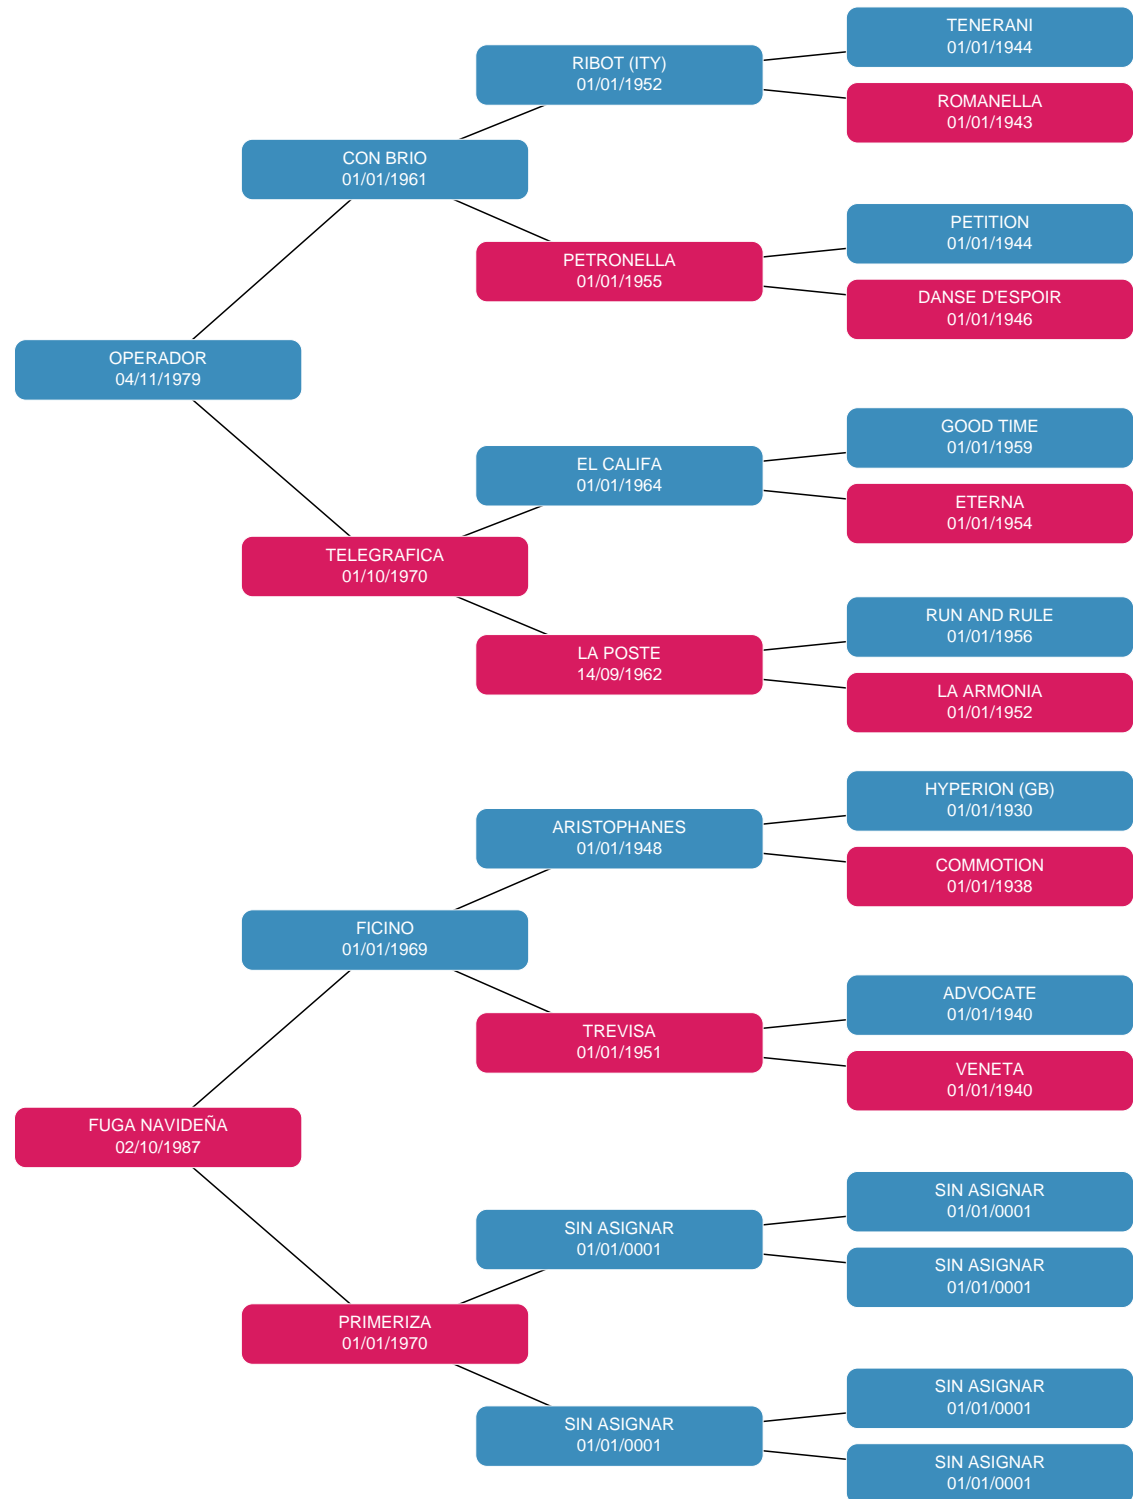 TENERANI
01/01/1944
RIBOT (ITY)
01/01/1952
ROMANELLA
01/01/1943
CON BRIO
01/01/1961
PETITION
01/01/1944
PETRONELLA
01/01/1955
DANSE D'ESPOIR
01/01/1946
OPERADOR
04/11/1979
GOOD TIME
01/01/1959
EL CALIFA
01/01/1964
ETERNA
01/01/1954
TELEGRAFICA
01/10/1970
RUN AND RULE
01/01/1956
LA POSTE
14/09/1962
LA ARMONIA
01/01/1952
HYPERION (GB)
01/01/1930
ARISTOPHANES
01/01/1948
COMMOTION
01/01/1938
FICINO
01/01/1969
ADVOCATE
01/01/1940
TREVISA
01/01/1951
VENETA
01/01/1940
FUGA NAVIDEÑA
02/10/1987
SIN ASIGNAR
01/01/0001
SIN ASIGNAR
01/01/0001
SIN ASIGNAR
01/01/0001
PRIMERIZA
01/01/1970
SIN ASIGNAR
01/01/0001
SIN ASIGNAR
01/01/0001
SIN ASIGNAR
01/01/0001